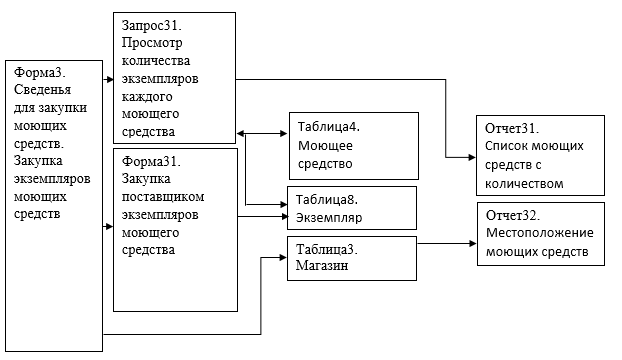 Форма3.
Сведенья
для закупки
моющих
средств.
Закупка
экземпляров
моющих
средств
Запрос31.
Просмотр
количества
экземпляров
каждого
моющего
средства
Форма31.
Закупка
поставщиком
экземпляров
моющего
средства
Таблица4.
Моющее
средство
Таблица8.
Экземпляр
Таблица3.
Магазин
Отчет31.
Список моющих
средств с
количеством
Отчет32.
Местоположение
моющих средств